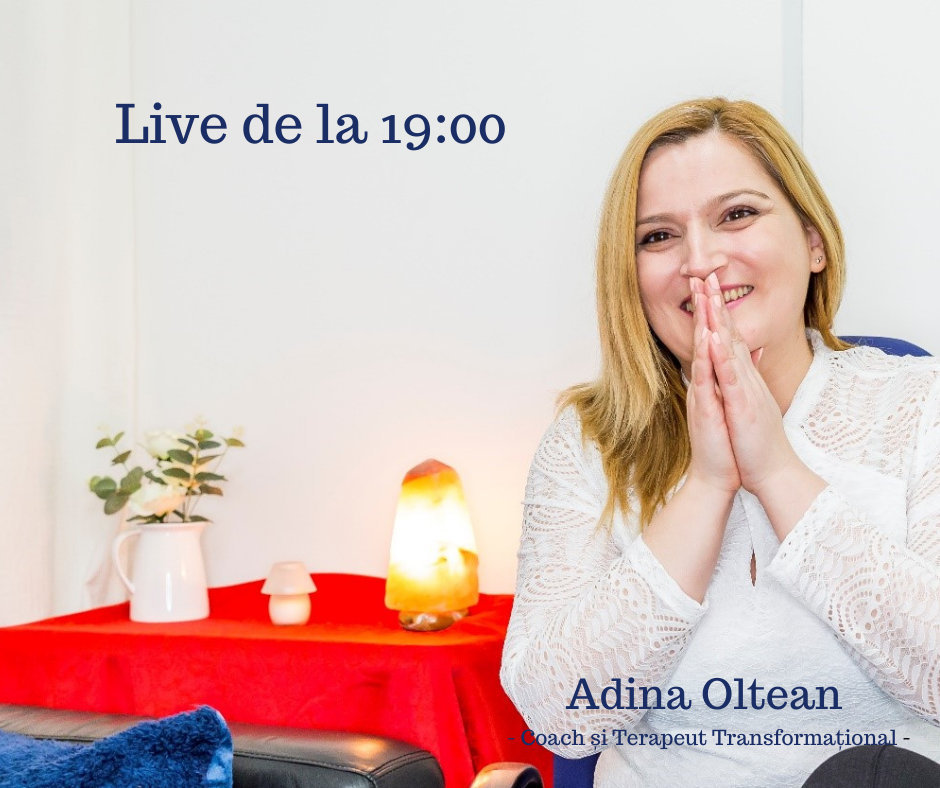 Live de la 19:00
Adina Oltean
- Coach și Terapeut Transformațional -